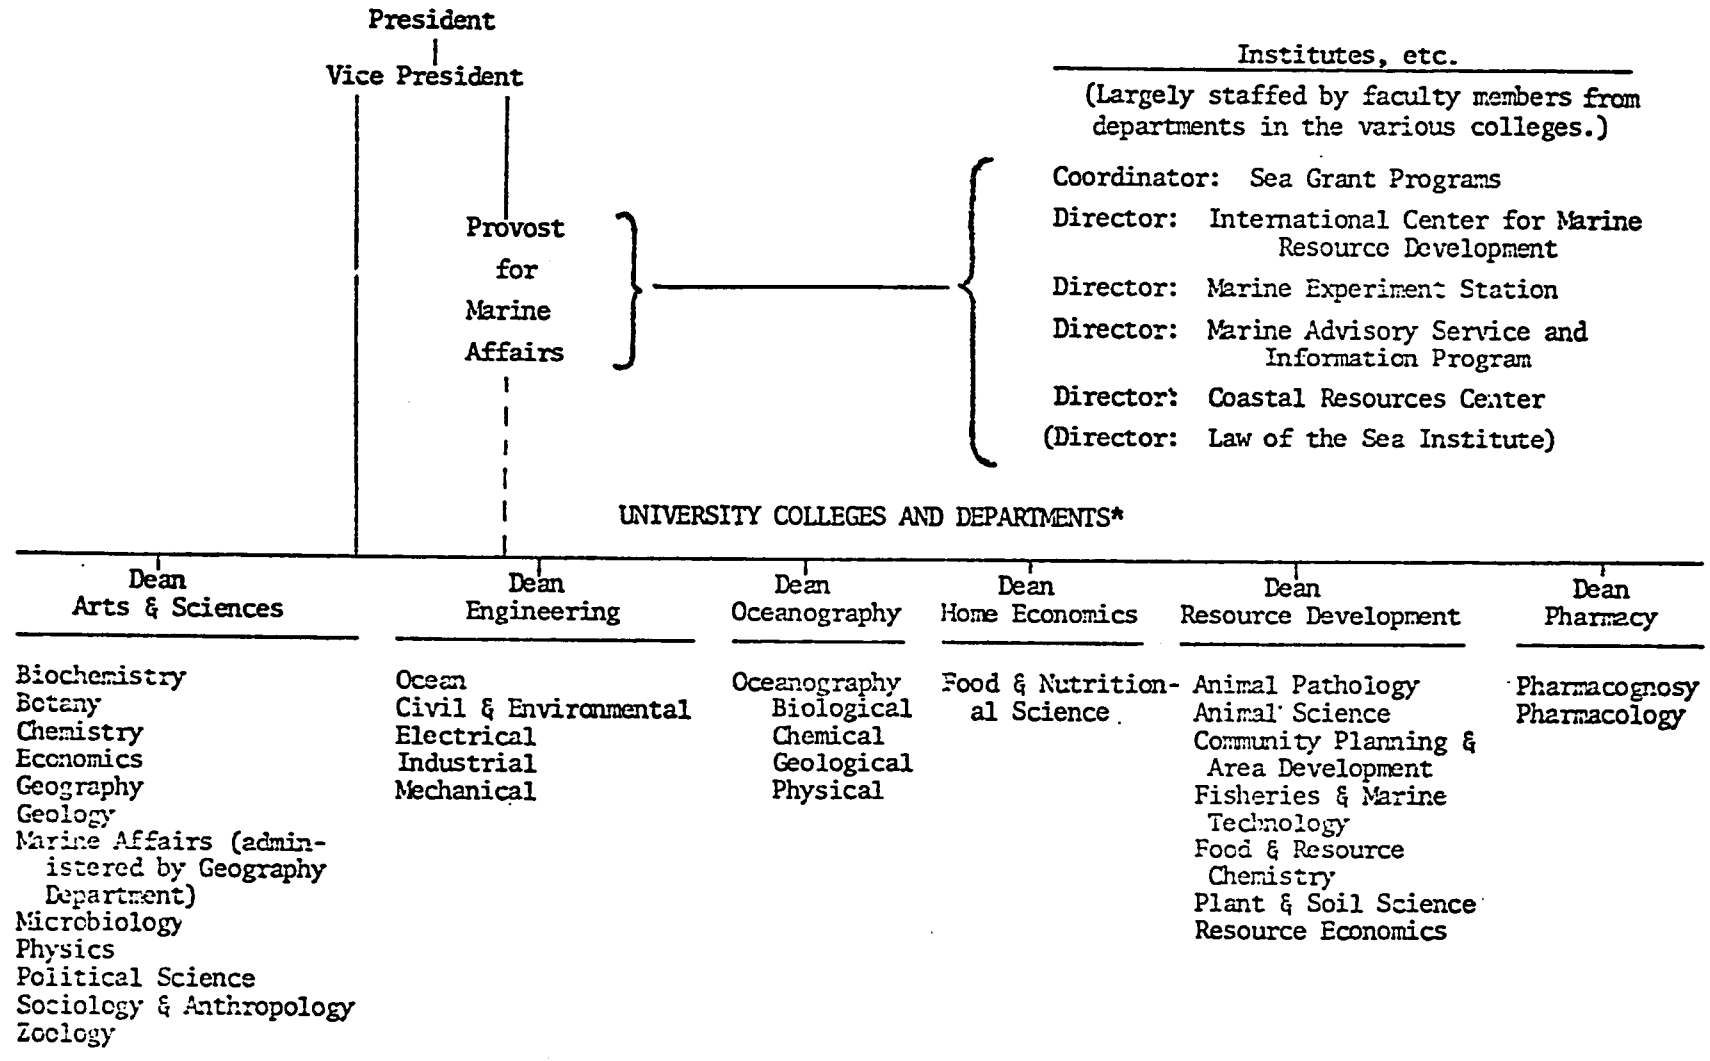 President
Vice President
Institutes, etc.
(Largely staffed by faculty members from
departments in the various colleges.)
Provost
for
Marine
Affairs
Coordinator: Sea Grant Programs
Director: International Center for Marine
Resource Development
Director: Marine Experiment Station
Director: Marine Advisory Service and
Information Program
Director: Coastal Resources Center
(Director: Law of the Sea Institute)
UNIVERSITY COLLEGES AND DEPARTMENTS*
Dean
Arts & Sciences
Biochemistry
Botany
Chemistry
Economics
Geography
Geology
Marine Affairs (admin-
istered by Geography
Department)
Microbiology
Physics
Political Science
Sociology & Anthropology
Zoology
Dean
Engineering
Ocean
Civil & Environmental
Electrical
Industrial
Mechanical
Dean
Oceanography
Oceanography
Biological
Chemical
Geological
Physical
Dean
Home Economics
Food & Nutrition-
al Science
Dean
Resource Development
Animal Pathology
Animal Science
Community Planning &
Area Development
Fisheries & Marine
Technology
Food & Resource
Chemistry
Plant & Soil Science
Resource Economics
Dean
Pharmacy
Pharmacognosy
Pharmacology